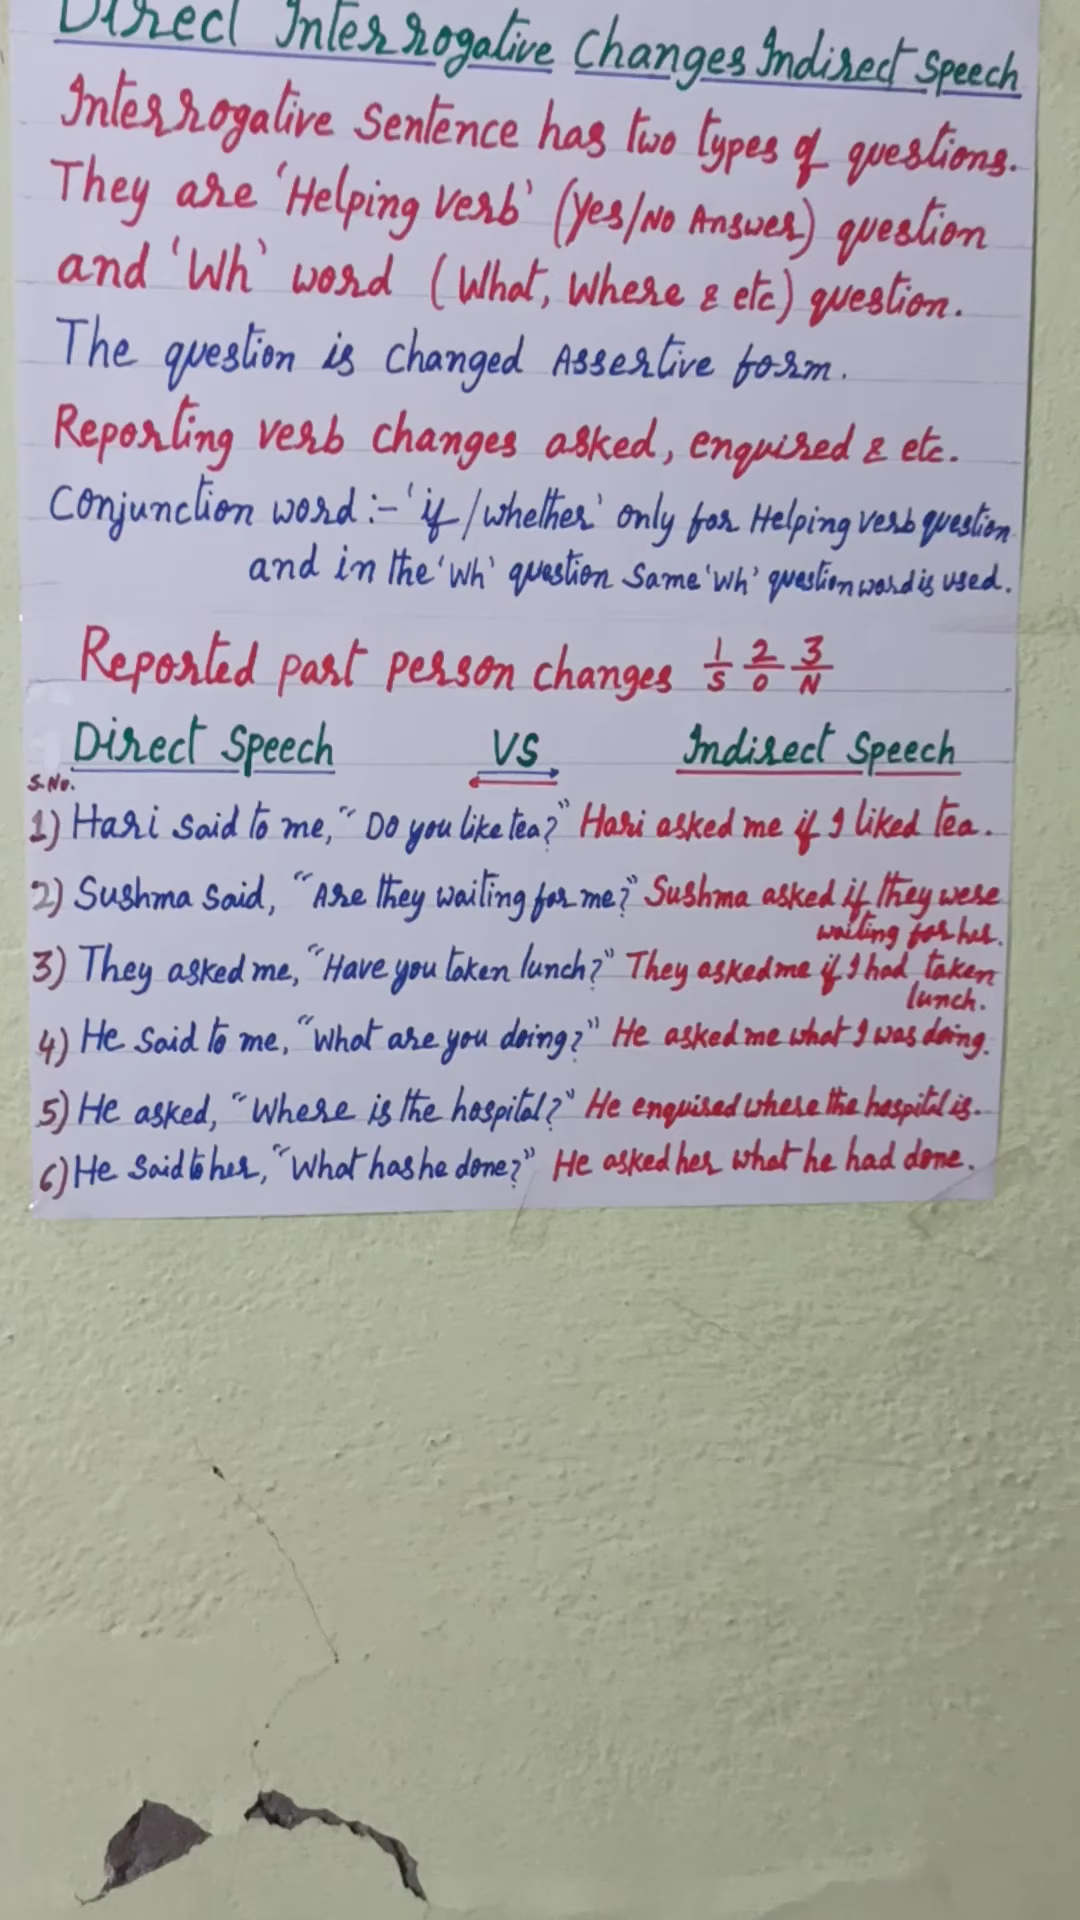 Direct Interrogative Changes Indirect Speech
Interrogative Sentence has two types of questions.
They are 'Helping verb' (Yes/No Answer) question
and 'Wh' word (What, Where & etc) question.
The question is changed Assertive form.
Reporting verb changes asked, enquired & etc.
Conjunction word :- 'if/whether' only for Helping verb question
and in the 'Wh' question Same 'Wh' question word is used.
Reported part person changes 1/S 2/O 3/N
Direct Speech VS Indirect Speech
S.No.
1) Hari said to me, "Do you like tea?" Hari asked me if I liked tea.
2) Sushma said, "Are they waiting for me?" Sushma asked if they were
waiting for her.
3) They asked me, "Have you taken lunch?" They asked me if I had taken
lunch.
4) He said to me, "What are you doing?" He asked me what I was doing.
5) He asked, "Where is the hospital?" He enquired where the hospital is.
6) He said to her, "What has he done?" He asked her what he had done.